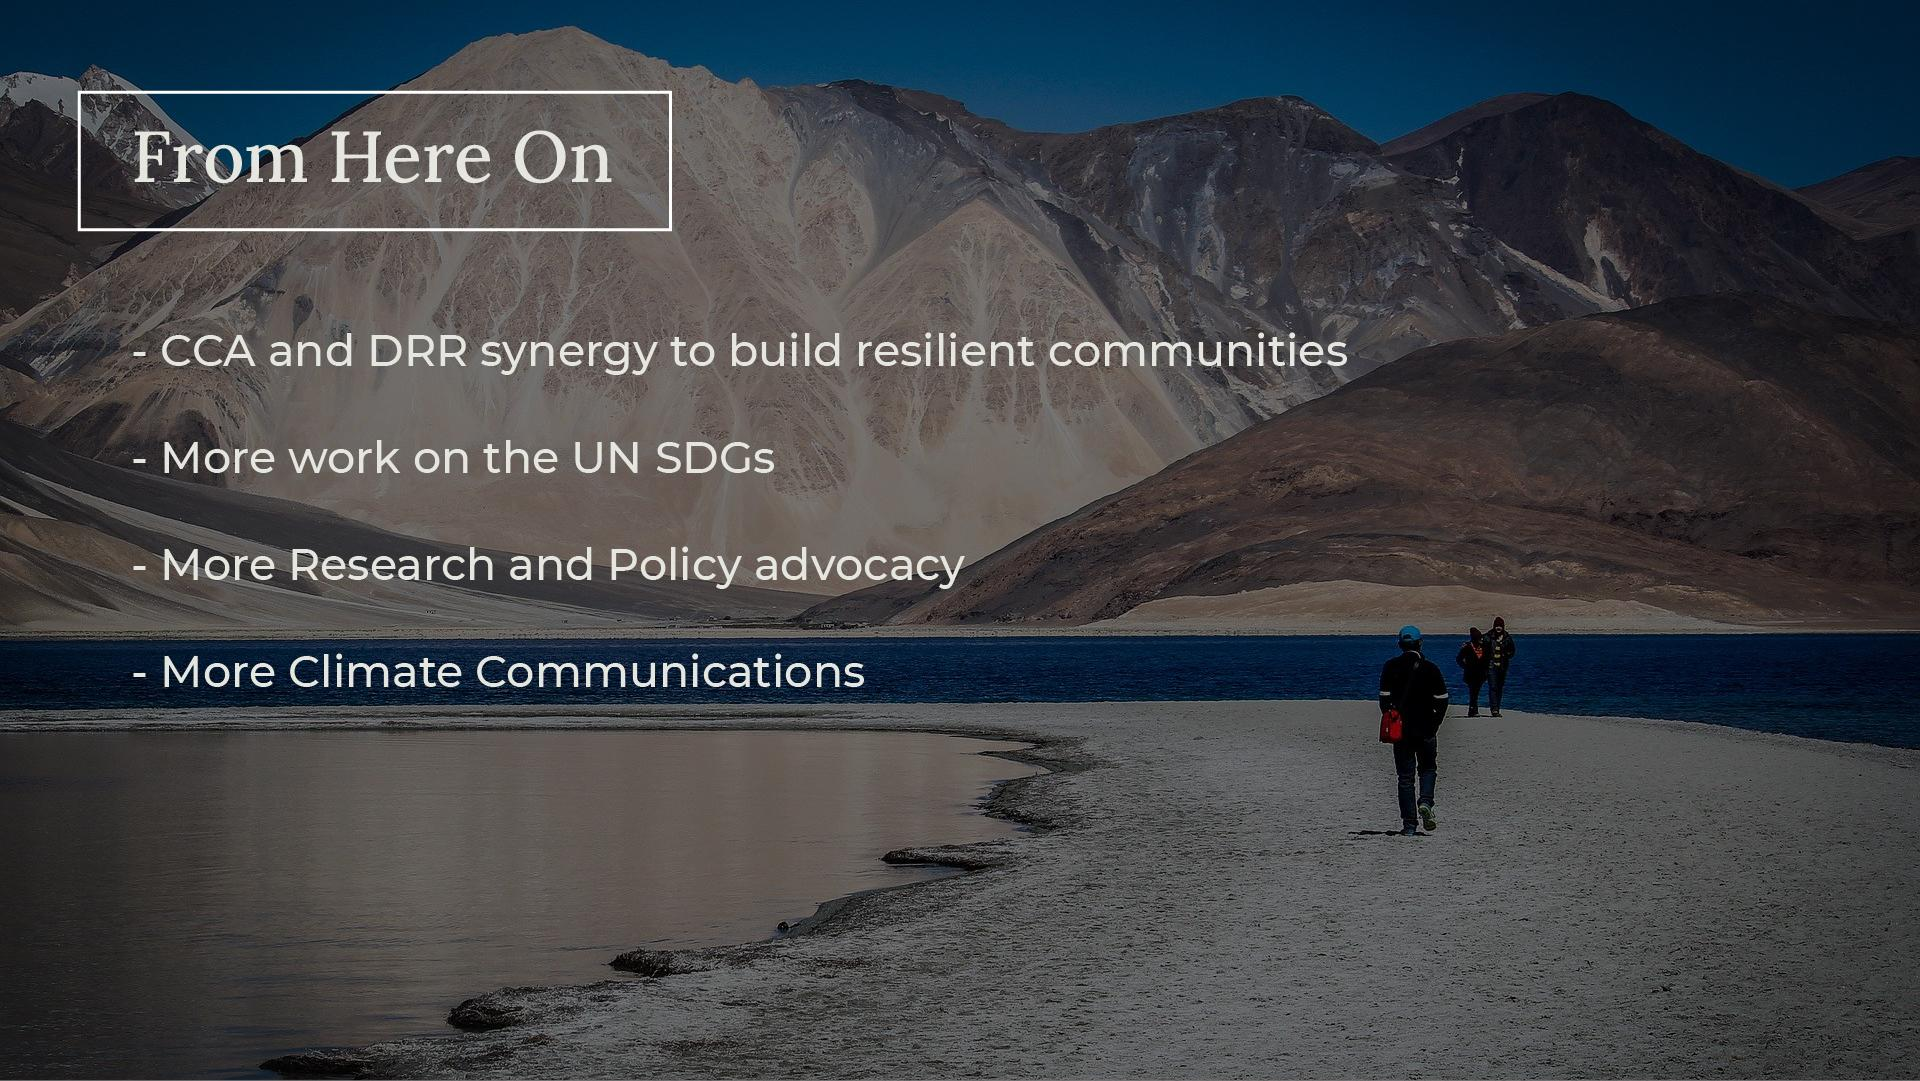 From Here On
- CCA and DRR synergy to build resilient communities
- More work on the UN SDGs
- More Research and Policy advocacy
- More Climate Communications